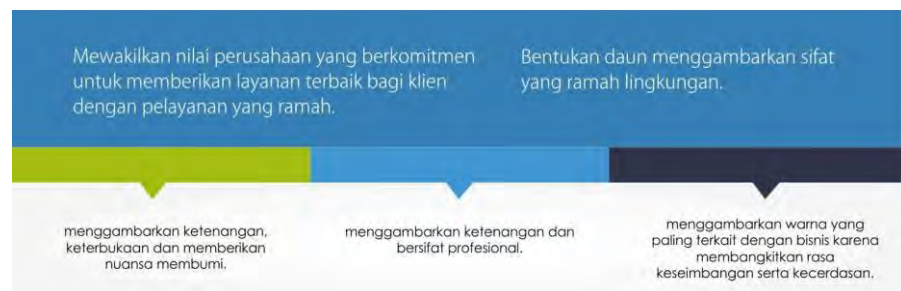 Mewakilkan nilai perusahaan yang berkomitmen
untuk memberikan layanan terbaik bagi klien
dengan pelayanan yang ramah.
Bentukan daun menggambarkan sifat
yang ramah lingkungan.
menggambarkan ketenangan,
keterbukaan dan memberikan
nuansa membumi.
menggambarkan ketenangan dan
bersifat profesional.
menggambarkan warna yang
paling terkait dengan bisnis karena
membangkitkan rasa
keseimbangan serta kecerdasan.